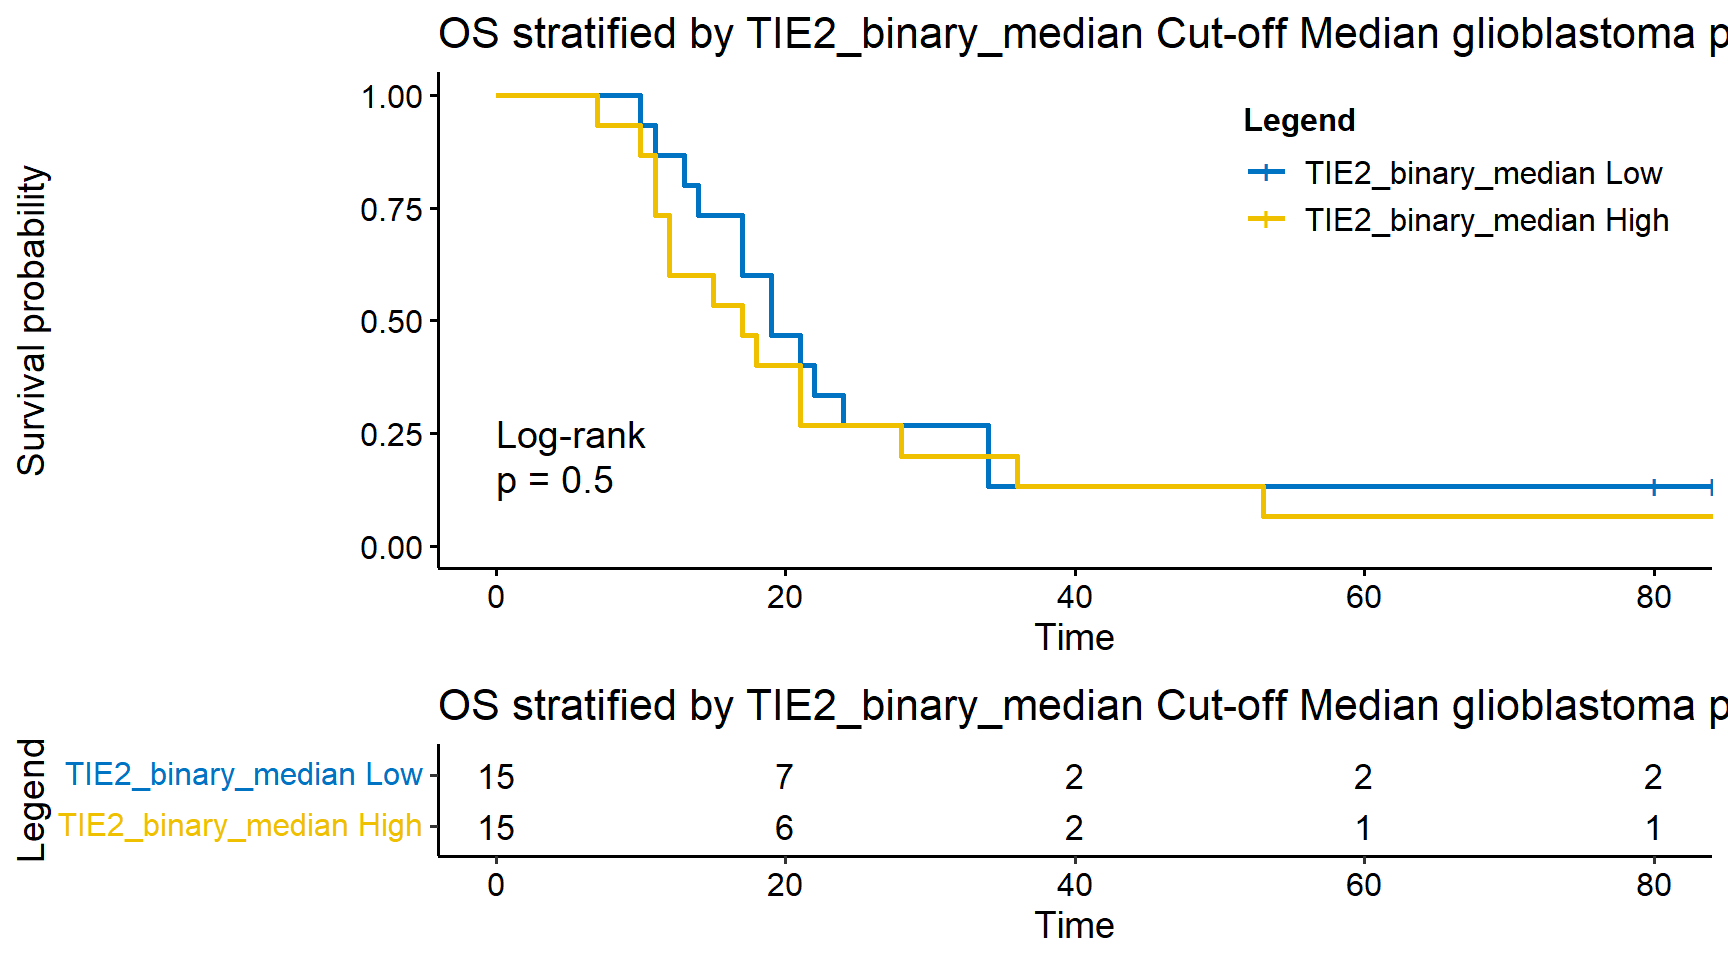 OS stratified by TIE2_binary_median Cut-off Median glioblastoma p
Survival probability
1.00
0.75
0.50
0.25
0.00
Legend
TIE2_binary_median Low
TIE2_binary_median High
Log-rank
p = 0.5
0 20 40 60 80
Time
OS stratified by TIE2_binary_median Cut-off Median glioblastoma p
Legend
TIE2_binary_median Low 15 7 2 2 2
TIE2_binary_median High 15 6 2 1 1
0 20 40 60 80
Time